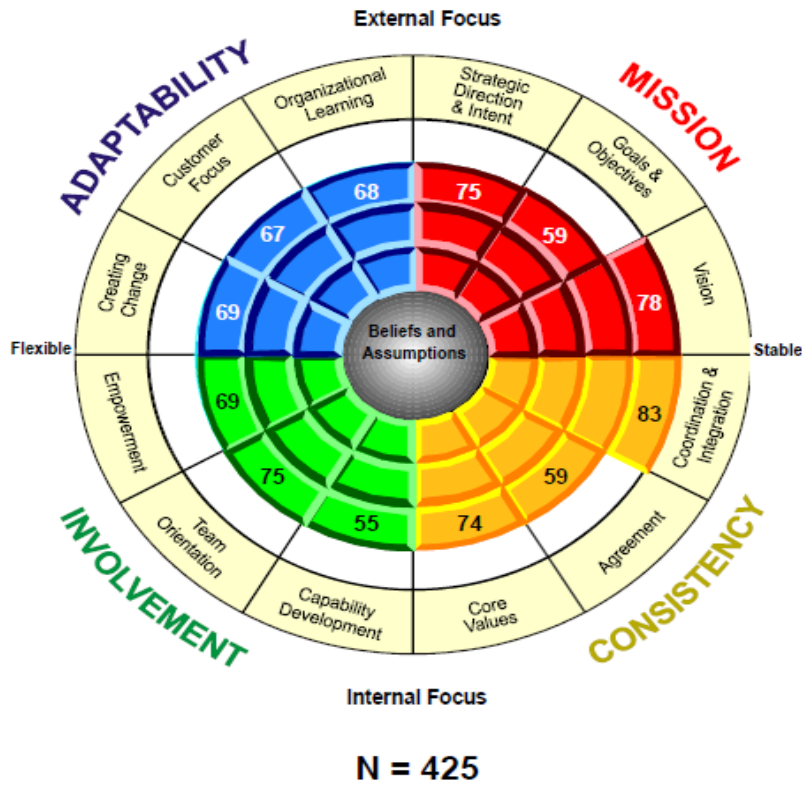 External Focus
ADAPTABILITY
MISSION
Organizational
Learning
Strategic
Direction
& Intent
Customer
Focus
Goals &
Objectives
Creating
Change
Vision
68
75
67
59
69
78
Flexible
Beliefs and
Assumptions
Stable
69
83
75
59
55
74
Empowerment
Coordination &
Integration
Team
Orientation
Agreement
Capability
Development
Core
Values
INVOLVEMENT
CONSISTENCY
Internal Focus
N = 425